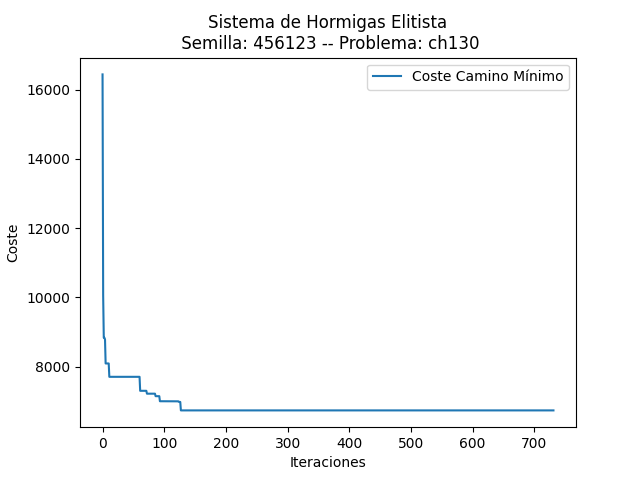 Sistema de Hormigas Elitista
Semilla: 456123 -- Problema: ch130
Coste Camino Mínimo
16000
14000
12000
10000
8000
Coste
0 100 200 300 400 500 600 700
Iteraciones